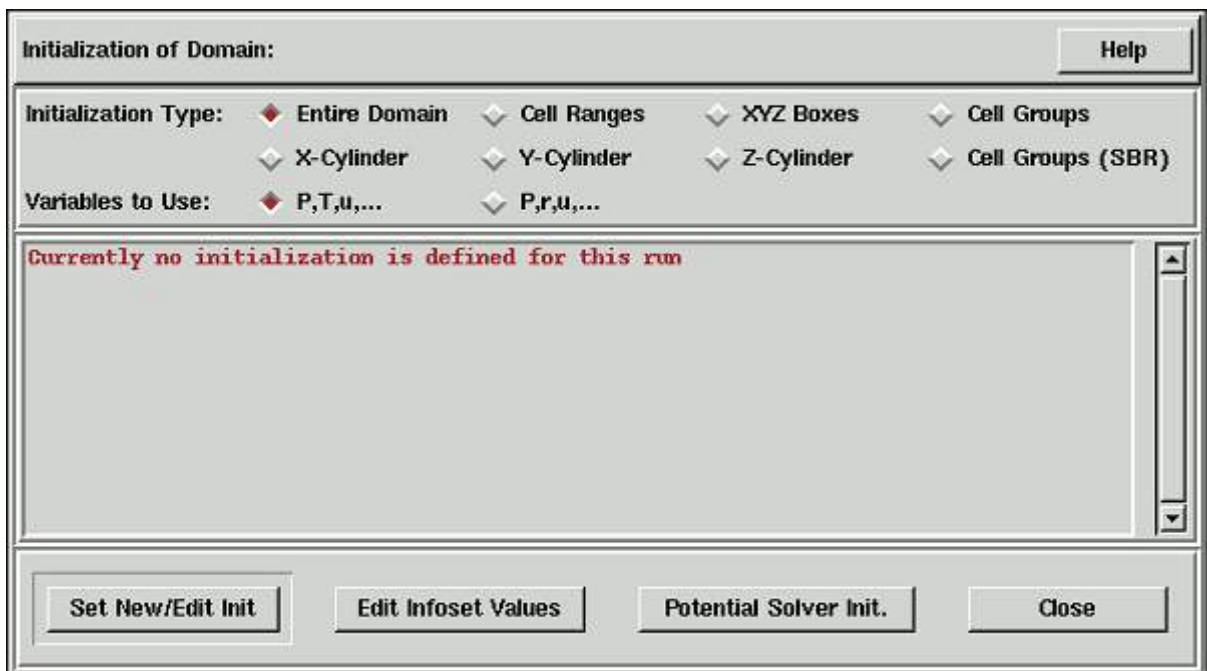 Initialization of Domain: Help
Initialization Type: Entire Domain Cell Ranges XYZ Boxes Cell Groups
X-Cylinder Y-Cylinder Z-Cylinder Cell Groups (SBR)
Variables to Use: P,T,u,... P,r,u,...
Currently no initialization is defined for this run
Set New/Edit Init Edit Infoset Values Potential Solver Init. Close